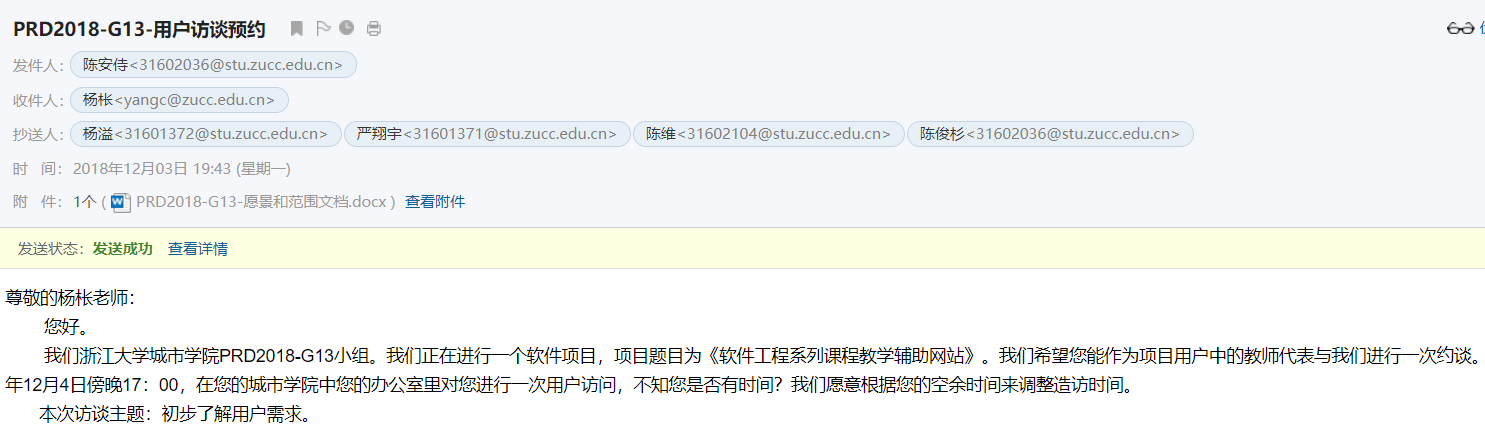 PRD2018-G13-用户访谈预约
发件人： 陈安侍<31602036@stu.zucc.edu.cn>
收件人： 杨枨<yangc@zucc.edu.cn>
抄送人： 杨溢<31601372@stu.zucc.edu.cn> 严翔宇<31601371@stu.zucc.edu.cn> 陈维<31602104@stu.zucc.edu.cn> 陈俊杉<31602036@stu.zucc.edu.cn>
时 间： 2018年12月03日 19:43 (星期一)
附 件： 1个 ( PRD2018-G13-愿景和范围文档.docx ) 查看附件
发送状态：发送成功 查看详情
尊敬的杨枨老师：
您好。
我们浙江大学城市学院PRD2018-G13小组。我们正在进行一个软件项目，项目题目为《软件工程系列课程教学辅助网站》。我们希望您能作为项目用户中的教师代表与我们进行一次约谈。
年12月4日傍晚17：00，在您的城市学院中您的办公室里对您进行一次用户访问，不知您是否有时间？我们愿意根据您的空余时间来调整造访时间。
本次访谈主题：初步了解用户需求。